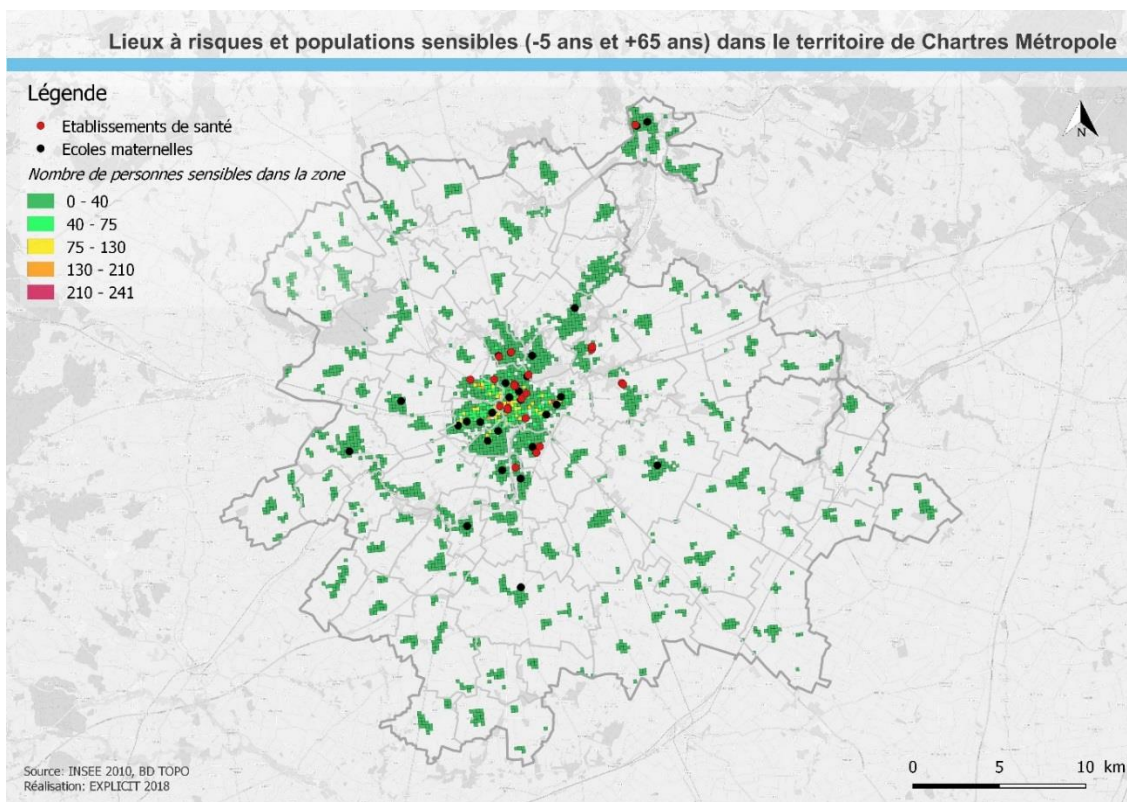 Lieux à risques et populations sensibles (-5 ans et +65 ans) dans le territoire de Chartres Métropole
Légende
Etablissements de santé
Ecoles maternelles
Nombre de personnes sensibles dans la zone
0 - 40
40 - 75
75 - 130
130 - 210
210 - 241
N
Source: INSEE 2010, BD TOPO
Réalisation: EXPLICIT 2018
0 5 10 km